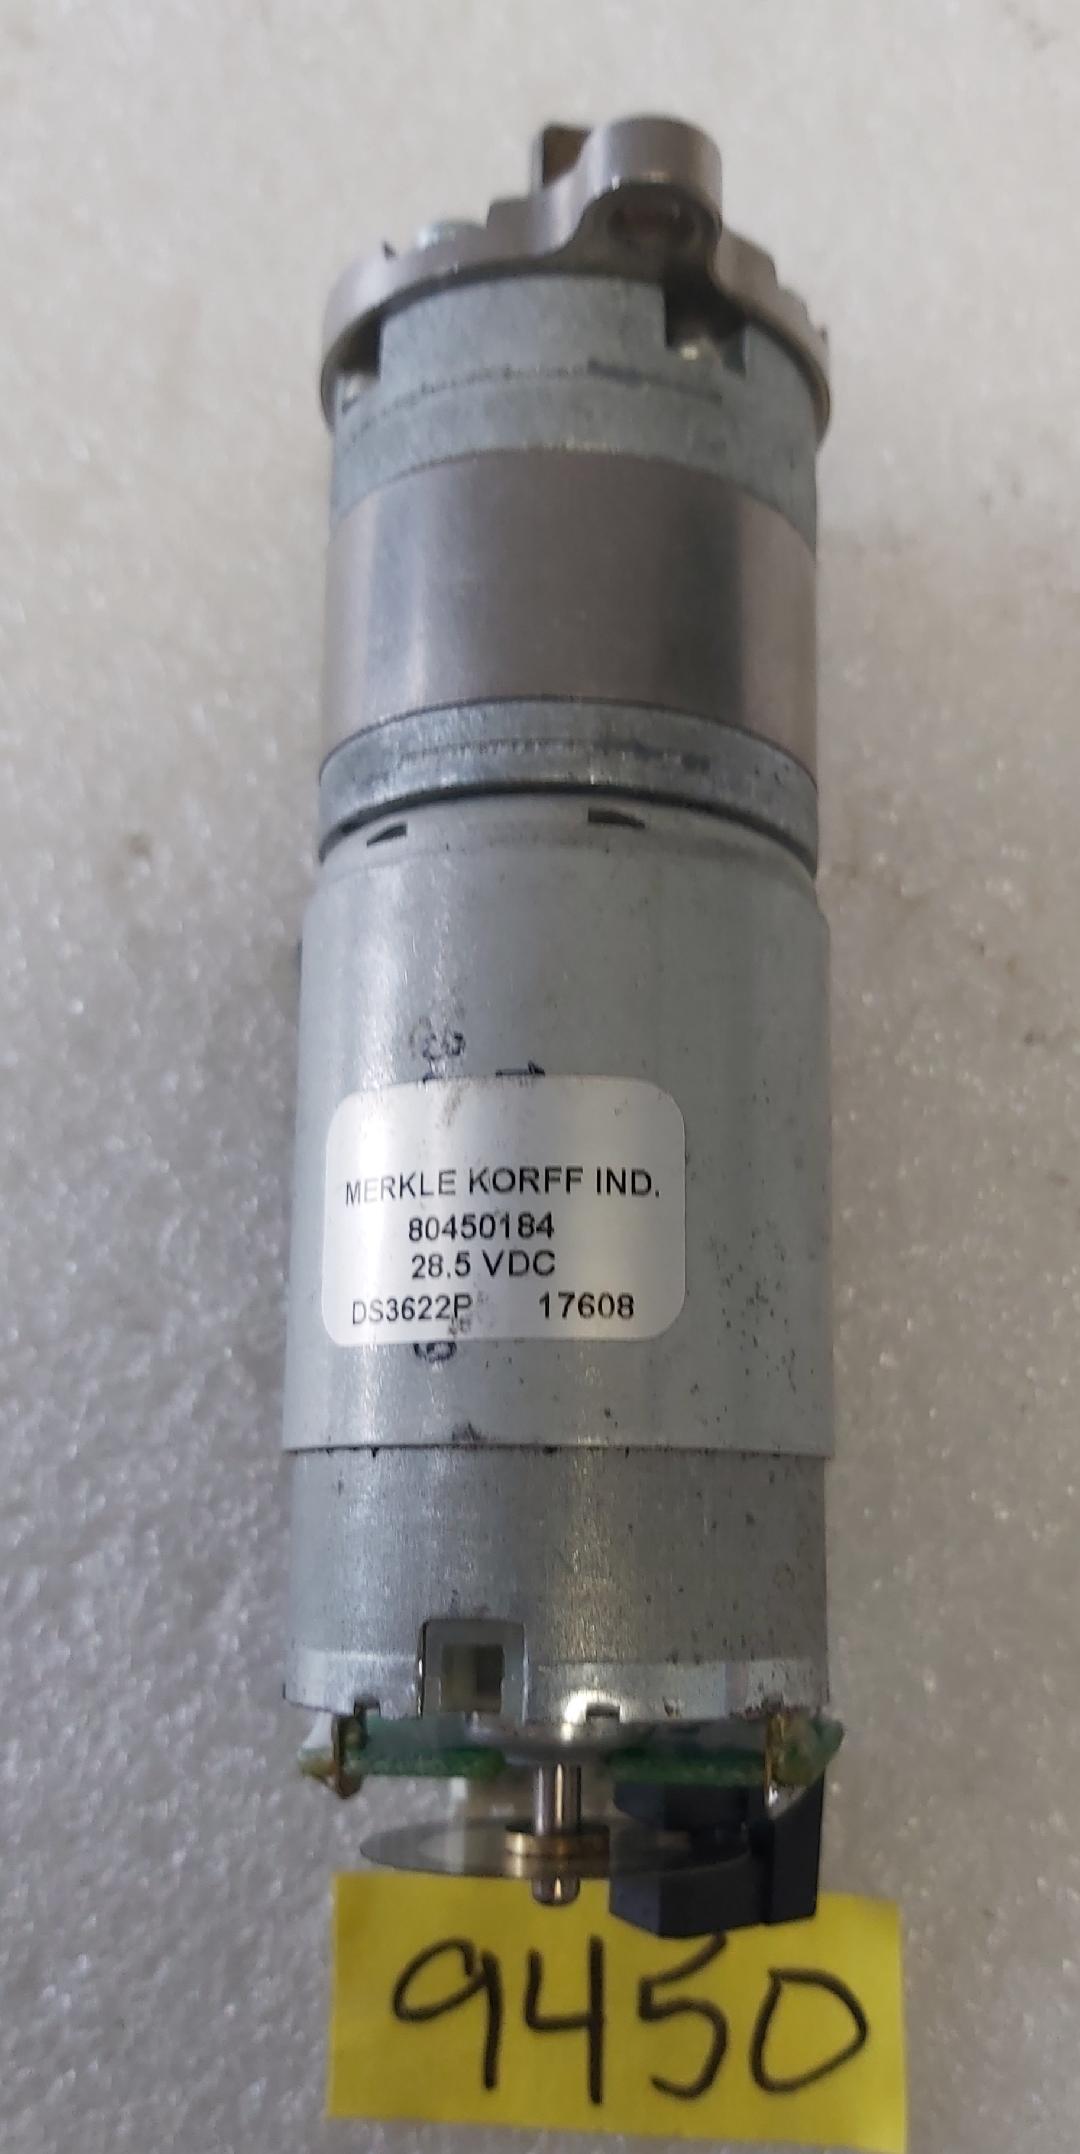 MERKLE KORFF IND.
80450184
28.5 VDC
DS3622P 17608
9450